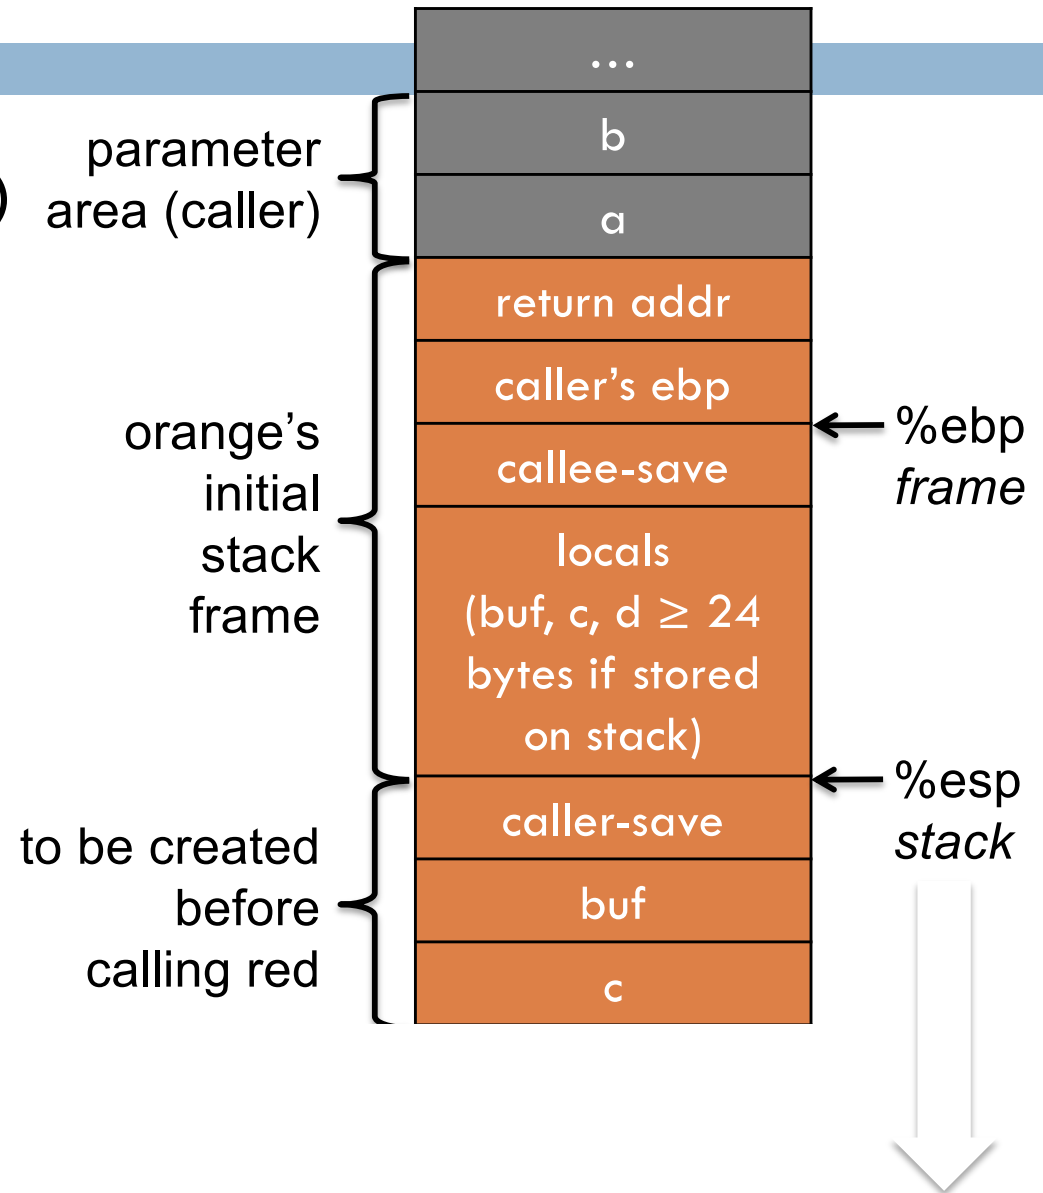 …
parameter
area (caller)
)
b
a
orange's
initial
stack
frame
return addr
caller's ebp
callee-save
locals
(buf, c, d ≥ 24
bytes if stored
on stack)
%ebp
frame
%esp
stack
to be created
before
calling red
caller-save
buf
c